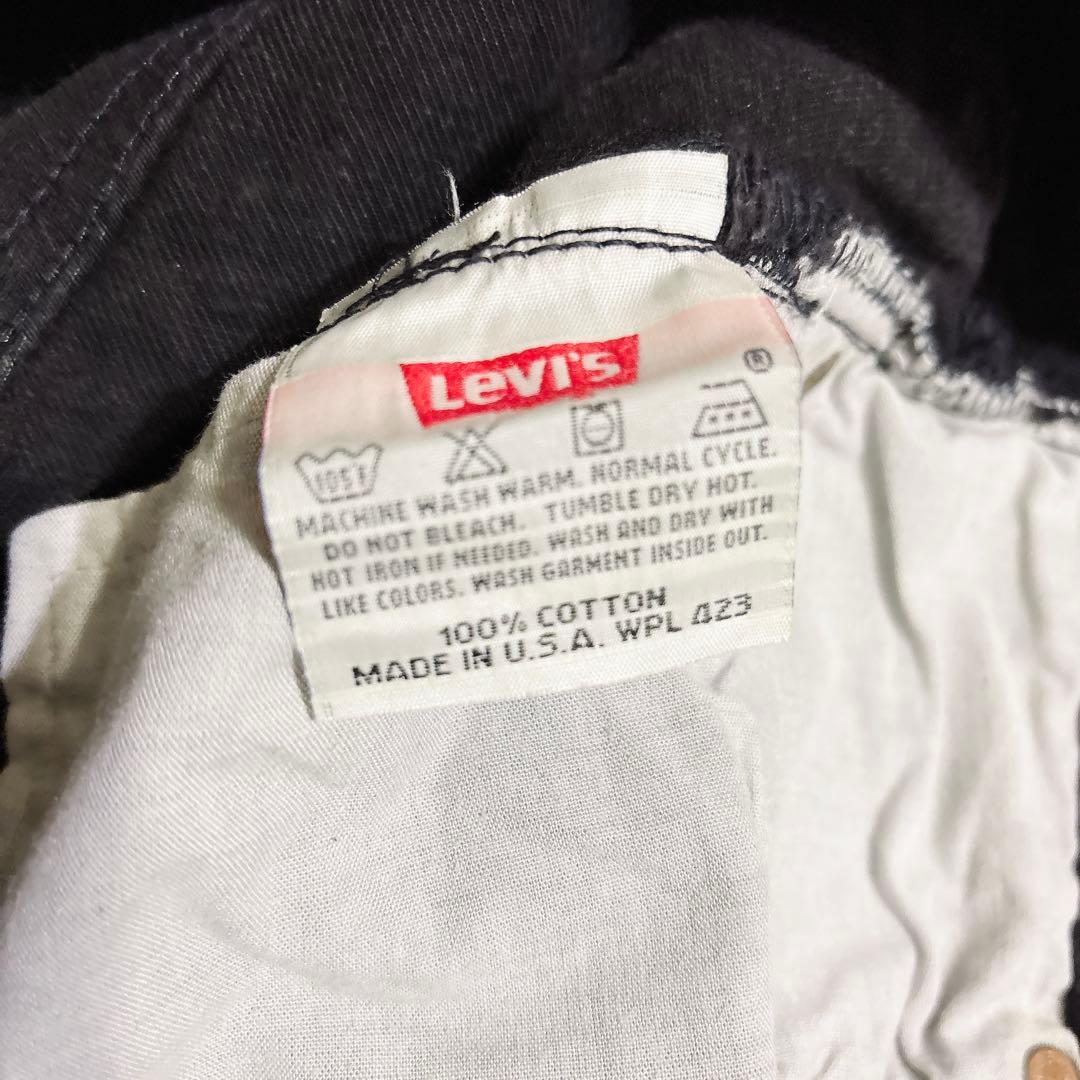 Levi's ®
105F
MACHINE WASH WARM. NORMAL CYCLE.
DO NOT BLEACH. TUMBLE DRY HOT.
HOT IRON IF NEEDED. WASH AND DRY WITH
LIKE COLORS. WASH GARMENT INSIDE OUT.
100% COTTON
MADE IN U.S.A. WPL 423